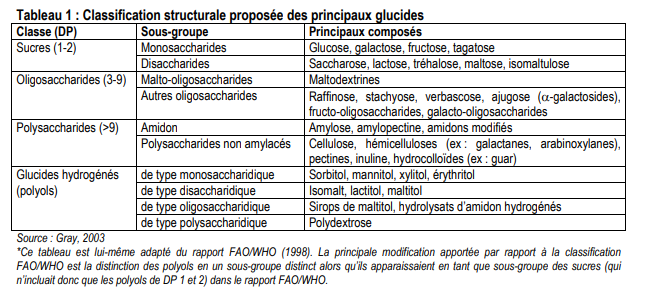 Tableau 1 : Classification structurale proposée des principaux glucides
Classe (DP) Sous-groupe Principaux composés
Sucres (1-2) Monosaccharides Glucose, galactose, fructose, tagatose
Disaccharides Saccharose, lactose, tréhalose, maltose, isomaltulose
Oligosaccharides (3-9) Malto-oligosaccharides Maltodextrines
Autres oligosaccharides Raffinose, stachyose, verbascose, ajugose (α-galactosides),
fructo-oligosaccharides, galacto-oligosaccharides
Polysaccharides (>9) Amidon Amylose, amylopectine, amidons modifiés
Polysaccharides non amylacés Cellulose, hémicelluloses (ex : galactanes, arabinoxylanes),
pectines, inuline, hydrocolloïdes (ex : guar)
Glucides hydrogénés de type monosaccharidique Sorbitol, mannitol, xylitol, érythritol
(polyols) de type disaccharidique Isomalt, lactitol, maltitol
de type oligosaccharidique Sirops de maltitol, hydrolysats d'amidon hydrogénés
de type polysaccharidique Polydextrose
Source : Gray, 2003
*Ce tableau est lui-même adapté du rapport FAO/WHO (1998). La principale modification apportée par rapport à la classification
FAO/WHO est la distinction des polyols en un sous-groupe distinct alors qu'ils apparaissaient en tant que sous-groupe des sucres (qui
n'incluait donc que les polyols de DP 1 et 2) dans le rapport FAO/WHO.